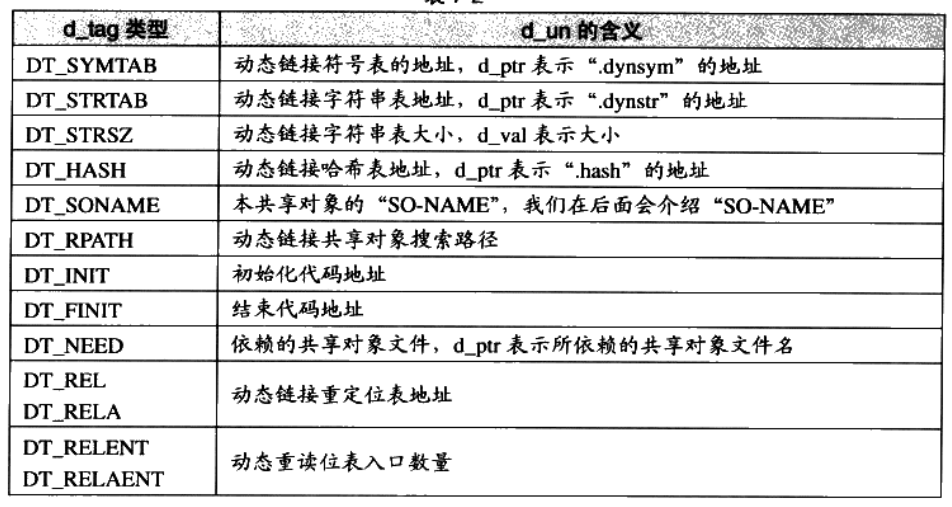 d_tag 类型 d_un 的含义
DT_SYMTAB 动态链接符号表的地址，d_ptr 表示“.dynsym”的地址
DT_STRTAB 动态链接字符串表地址，d_ptr 表示“.dynstr”的地址
DT_STRSZ 动态链接字符串表大小，d_val 表示大小
DT_HASH 动态链接哈希表地址，d_ptr 表示“.hash”的地址
DT_SONAME 本共享对象的“SO-NAME”，我们在后面会介绍“SO-NAME”
DT_RPATH 动态链接共享对象搜索路径
DT_INIT 初始化代码地址
DT_FINIT 结束代码地址
DT_NEED 依赖的共享对象文件，d_ptr 表示所依赖的共享对象文件名
DT_REL
DT_RELA
动态链接重定位表地址
DT_RELENT
DT_RELAENT
动态重读位表入口数量